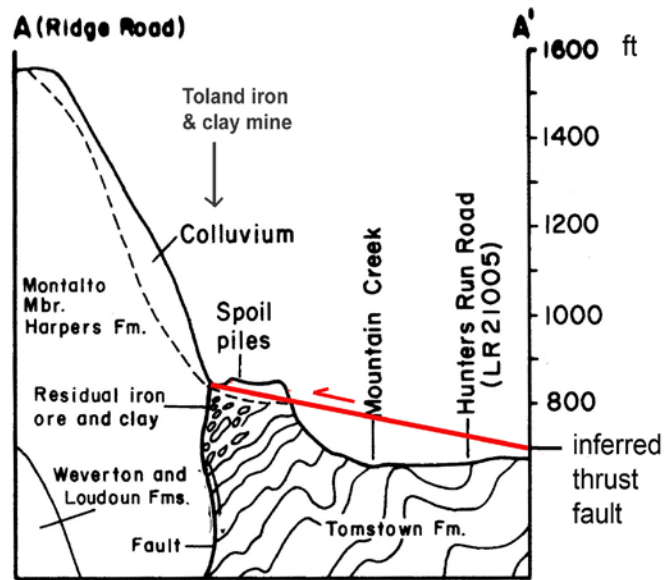 A (Ridge Road)
A'
1600 ft
Toland iron
& clay mine
1400
Colluvium
1200
Montalto
Mbr.
Harpers Fm.
Spoil
piles
Mountain Creek
Hunters Run Road
(LR 21005)
1000
Residual iron
ore and clay
800
Weverton and
Loudoun Fms.
inferred
thrust
fault
Fault
Tomstown Fm.